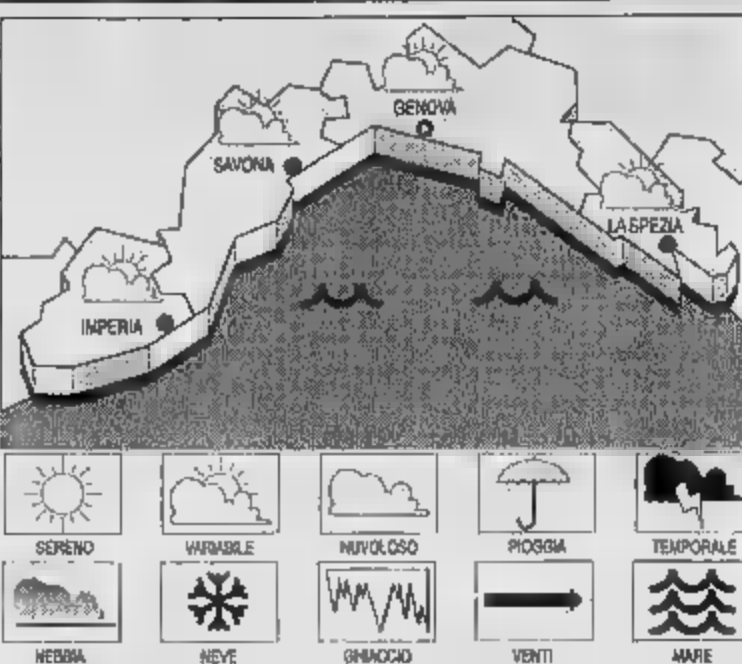 GENOVA
SAVONA
LA SPEZIA
IMPERIA
SERENO VARIABILE NUVOLOSO PIOGGIA TEMPORALE
NEBBIA NEVE GHIACCIO VENTI MARE